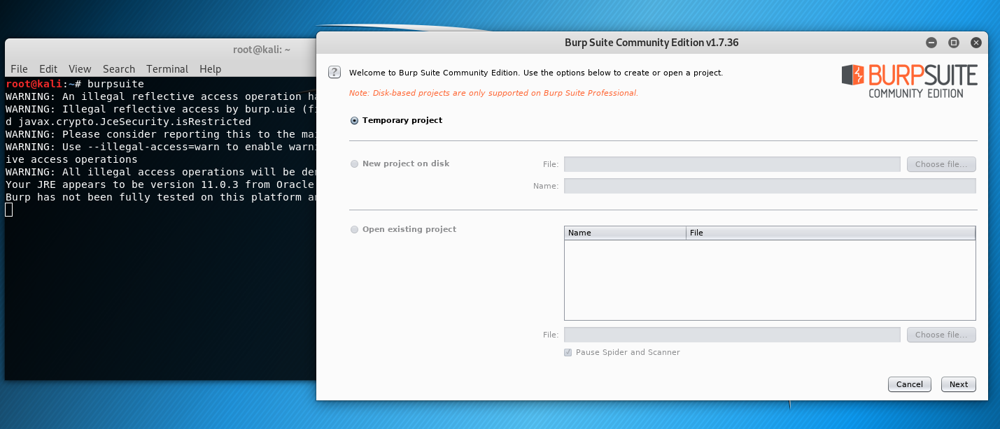 root@kali: ~
File Edit View Search Terminal Help
root@kali:~# burpsuite
WARNING: An illegal reflective access operation
WARNING: Illegal reflective access by burp.uie
d javax.crypto.JceSecurity.isRestricted
WARNING: Please consider reporting this to the
WARNING: Use --illegal-access=warn to enable
ive access operations
WARNING: All illegal access operations will be
Your JRE appears to be version 11.0.3 from Oracle
Burp has not been fully tested on this platform
Burp Suite Community Edition v1.7.36
?
Welcome to Burp Suite Community Edition. Use the options below to create or open a project.
Note: Disk-based projects are only supported on Burp Suite Professional.
BURPSUITE
COMMUNITY EDITION
Temporary project
New project on disk
File:
Choose file...
Name:
Open existing project
Name File
File:
Choose file...
Pause Spider and Scanner
Cancel Next